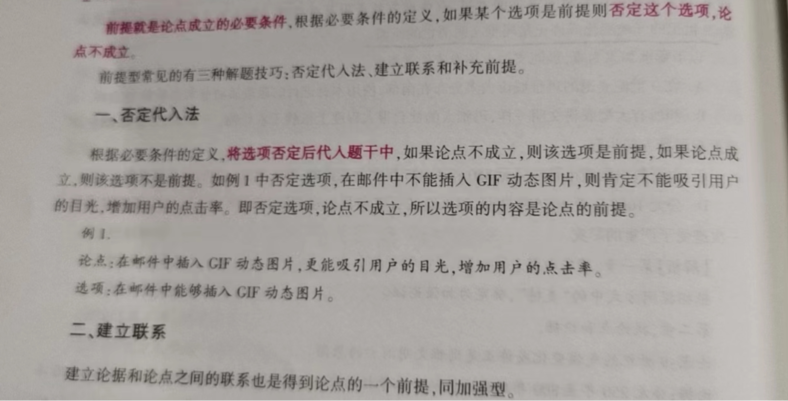 前提就是论点成立的必要条件,根据必要条件的定义,如果某个选项是前提则否定这个选项,论
点不成立。
前提型常见的有三种解题技巧:否定代入法、建立联系和补充前提。
一、否定代入法
根据必要条件的定义,将选项否定后代入题干中,如果论点不成立,则该选项是前提,如果论点成
立,则该选项不是前提。如例1中否定选项,在邮件中不能插入GIF动态图片,则肯定不能吸引用户
的目光,增加用户的点击率。即否定选项,论点不成立,所以选项的内容是论点的前提。
例1.
论点:在邮件中插入GIF动态图片,更能吸引用户的目光,增加用户的点击率。
选项:在邮件中能够插入GIF动态图片。
二、建立联系
建立论据和论点之间的联系也是得到论点的一个前提,同加强型。